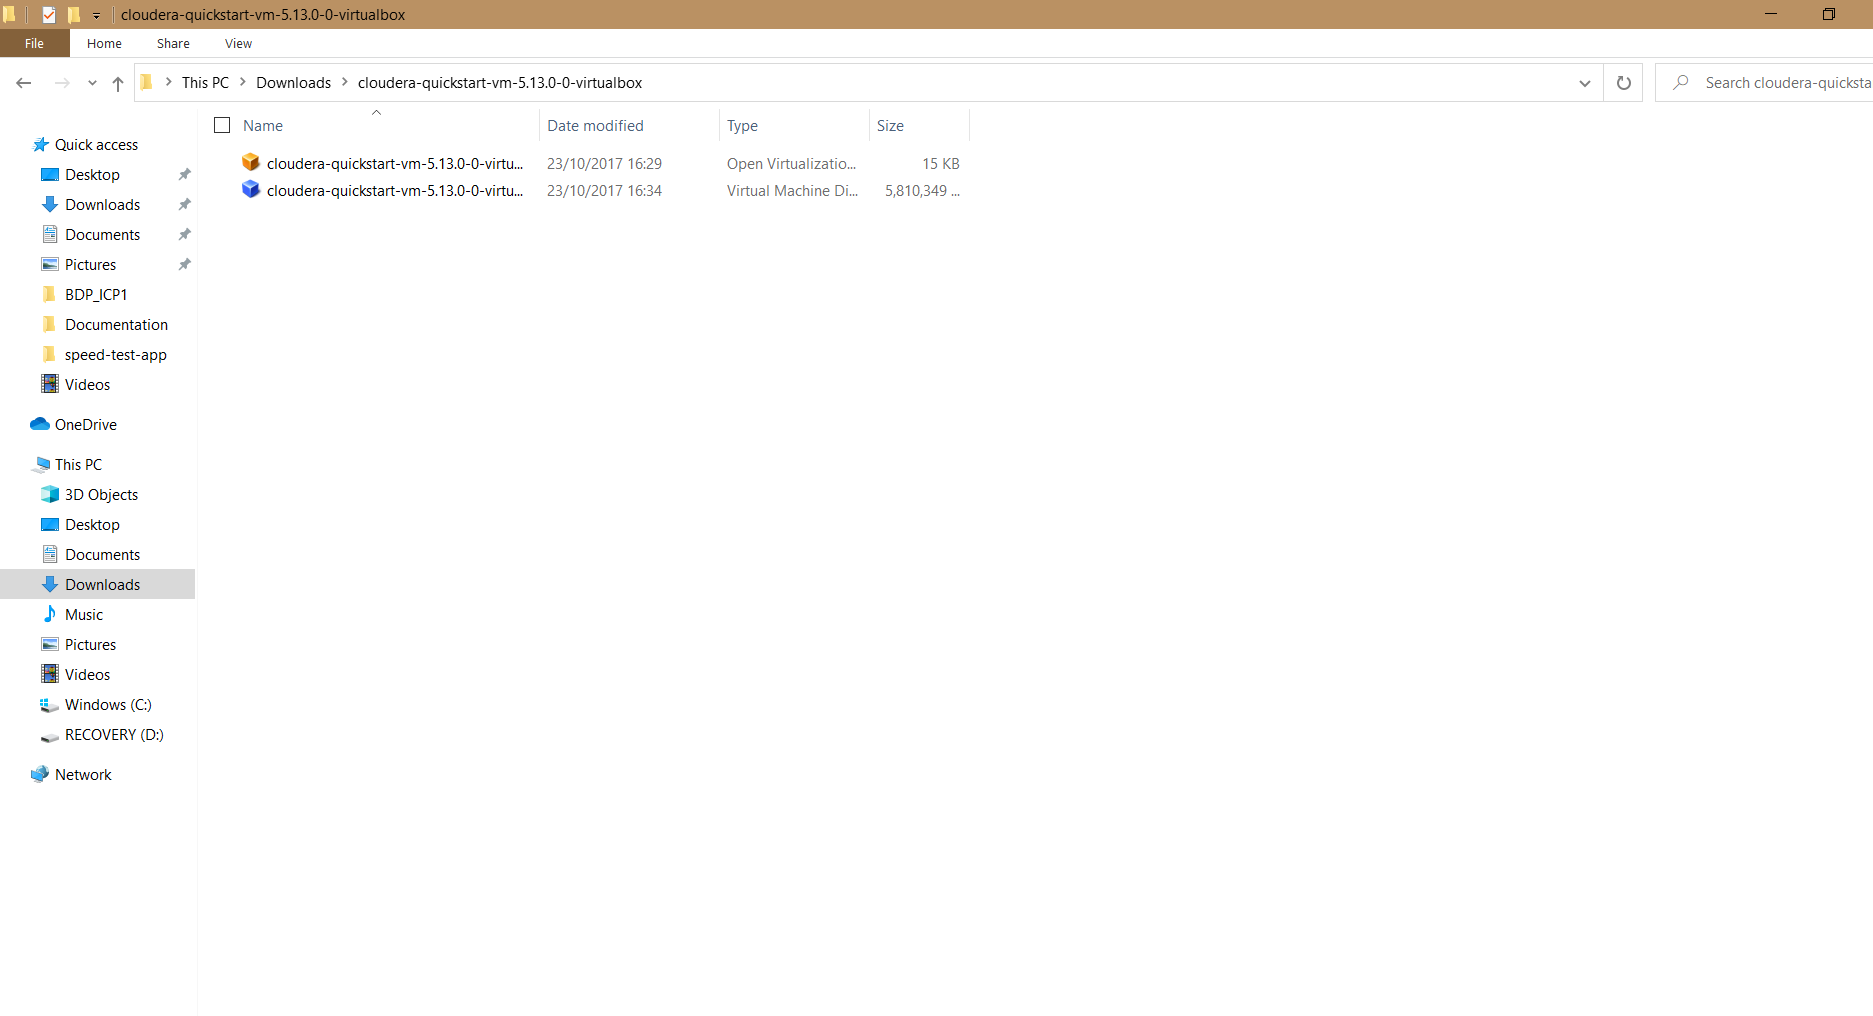 cloudera-quickstart-vm-5.13.0-0-virtualbox
File Home Share View
This PC Downloads cloudera-quickstart-vm-5.13.0-0-virtualbox Search cloudera-quicksta
Name Date modified Type Size
cloudera-quickstart-vm-5.13.0-0-virtu... 23/10/2017 16:29 Open Virtualizatio... 15 KB
cloudera-quickstart-vm-5.13.0-0-virtu... 23/10/2017 16:34 Virtual Machine Di... 5,810,349 ...
Quick access
Desktop
Downloads
Documents
Pictures
BDP_ICP1
Documentation
speed-test-app
Videos
OneDrive
This PC
3D Objects
Desktop
Documents
Downloads
Music
Pictures
Videos
Windows (C:)
RECOVERY (D:)
Network